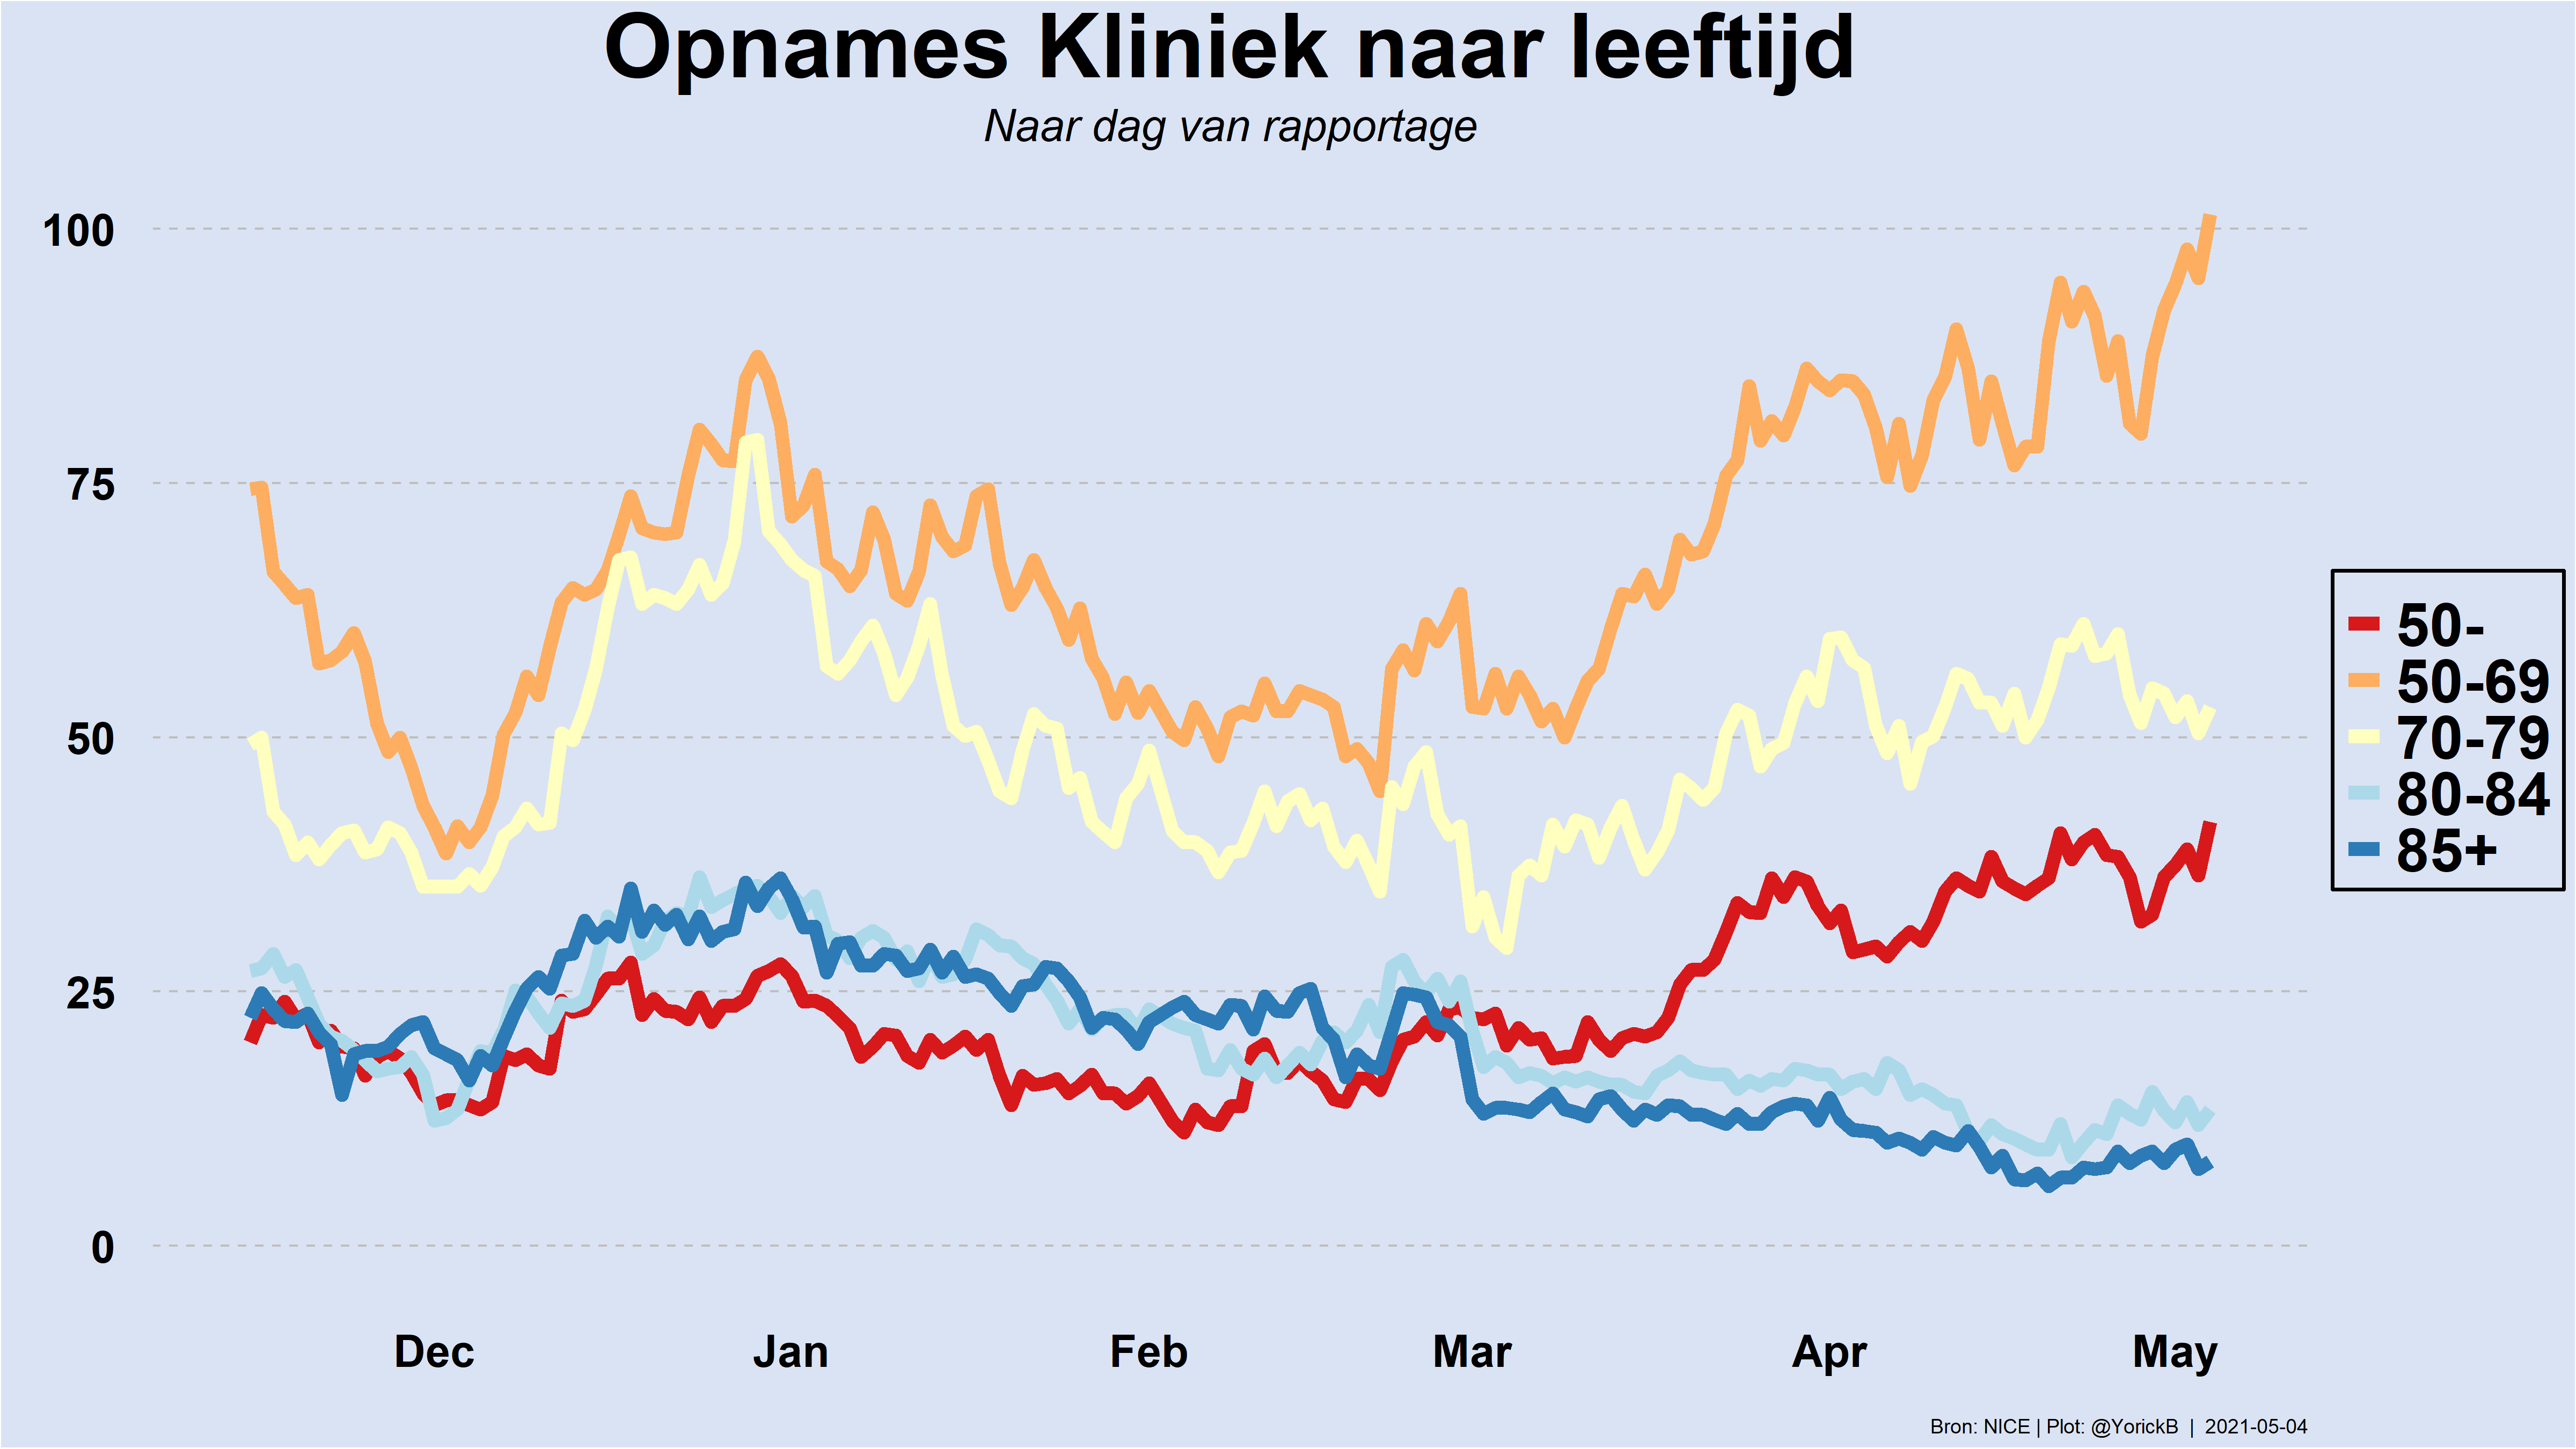 Opnames Kliniek naar leeftijd
Naar dag van rapportage
100
75
50
25
0
Dec Jan Feb Mar Apr May
50-
50-69
70-79
80-84
85+
Bron: NICE | Plot: @YorickB | 2021-05-04